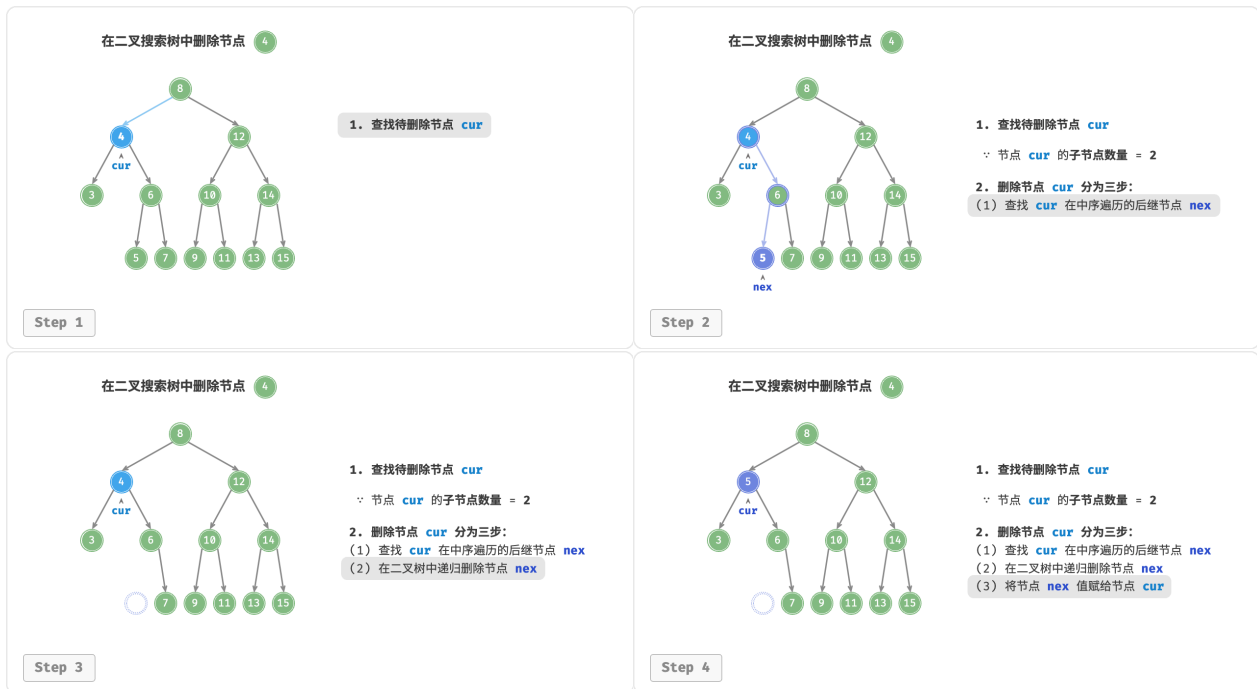 在二叉搜索树中删除节点 4
8
4
12
cur
3
6
10
14
5
7
9
11
13
15
1. 查找待删除节点 cur
Step 1
在二叉搜索树中删除节点 4
8
4
12
cur
3
6
10
14
5
7
9
11
13
15
nex
1. 查找待删除节点 cur
∵ 节点 cur 的子节点数量 = 2
2. 删除节点 cur 分为三步：
(1) 查找 cur 在中序遍历的后继节点 nex
Step 2
在二叉搜索树中删除节点 4
8
4
12
cur
3
6
10
14
7
9
11
13
15
1. 查找待删除节点 cur
∵ 节点 cur 的子节点数量 = 2
2. 删除节点 cur 分为三步：
(1) 查找 cur 在中序遍历的后继节点 nex
(2) 在二叉树中递归删除节点 nex
Step 3
在二叉搜索树中删除节点 4
8
5
12
cur
3
6
10
14
7
9
11
13
15
1. 查找待删除节点 cur
∵ 节点 cur 的子节点数量 = 2
2. 删除节点 cur 分为三步：
(1) 查找 cur 在中序遍历的后继节点 nex
(2) 在二叉树中递归删除节点 nex
(3) 将节点 nex 值赋给节点 cur
Step 4